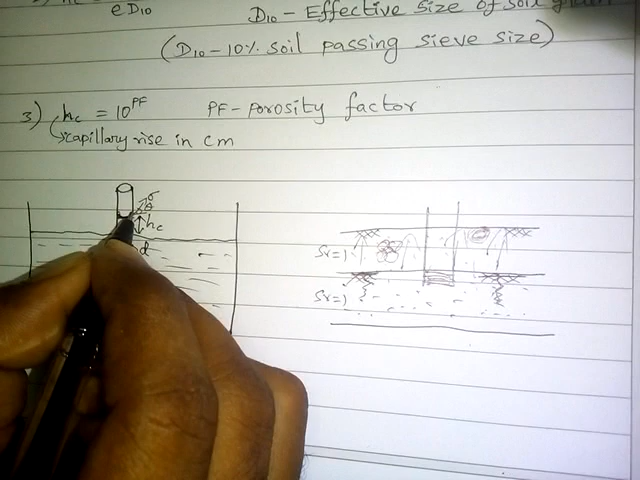 e D10 D10 - Effective size of soil
(D10 - 10% soil passing sieve size)
3) hc = 10^PF PF - porosity factor
capillary rise in cm
σ
θ
hc
d
Sr=1
Sr=1